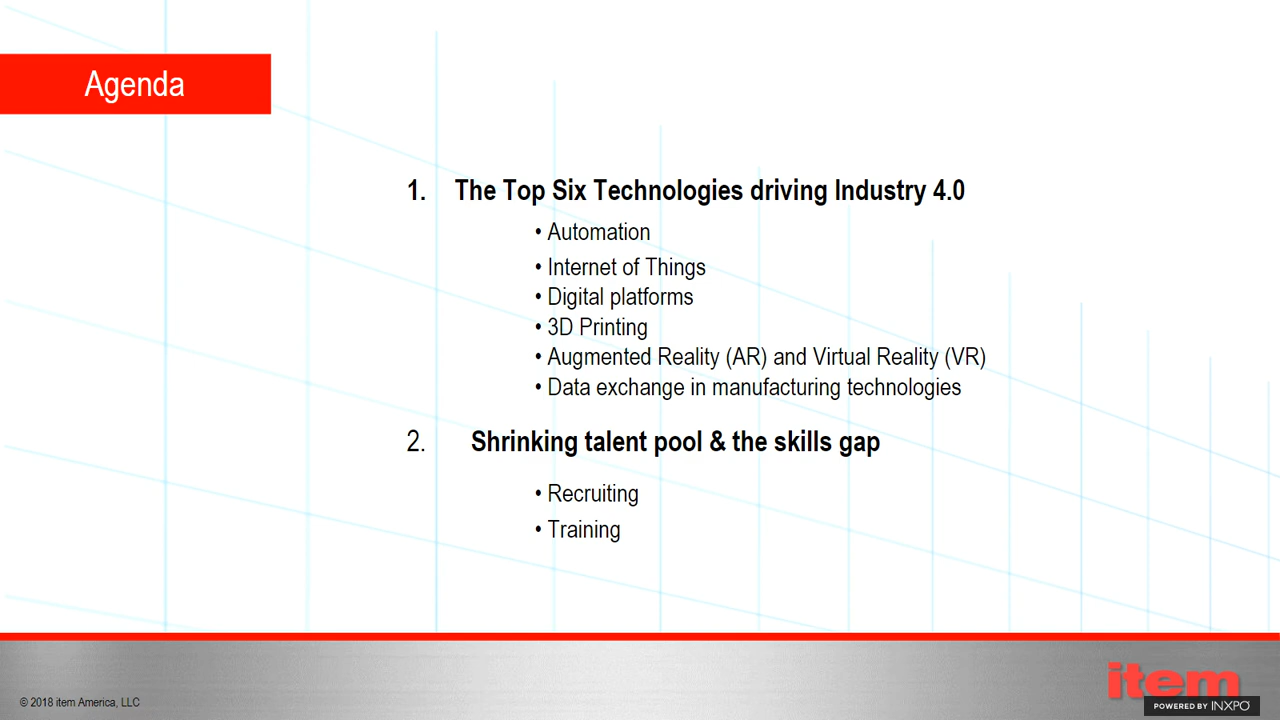 Agenda
1. The Top Six Technologies driving Industry 4.0
• Automation
• Internet of Things
• Digital platforms
• 3D Printing
• Augmented Reality (AR) and Virtual Reality (VR)
• Data exchange in manufacturing technologies
2. Shrinking talent pool & the skills gap
• Recruiting
• Training
© 2018 item America, LLC
item
POWERED BY INXPO